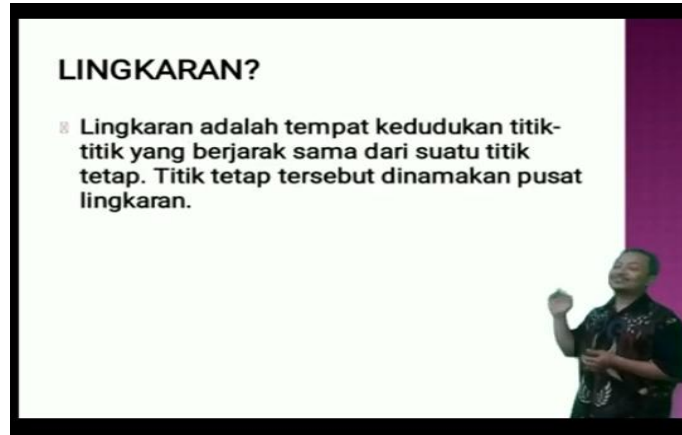 LINGKARAN?
Lingkaran adalah tempat kedudukan titik-
titik yang berjarak sama dari suatu titik
tetap. Titik tetap tersebut dinamakan pusat
lingkaran.